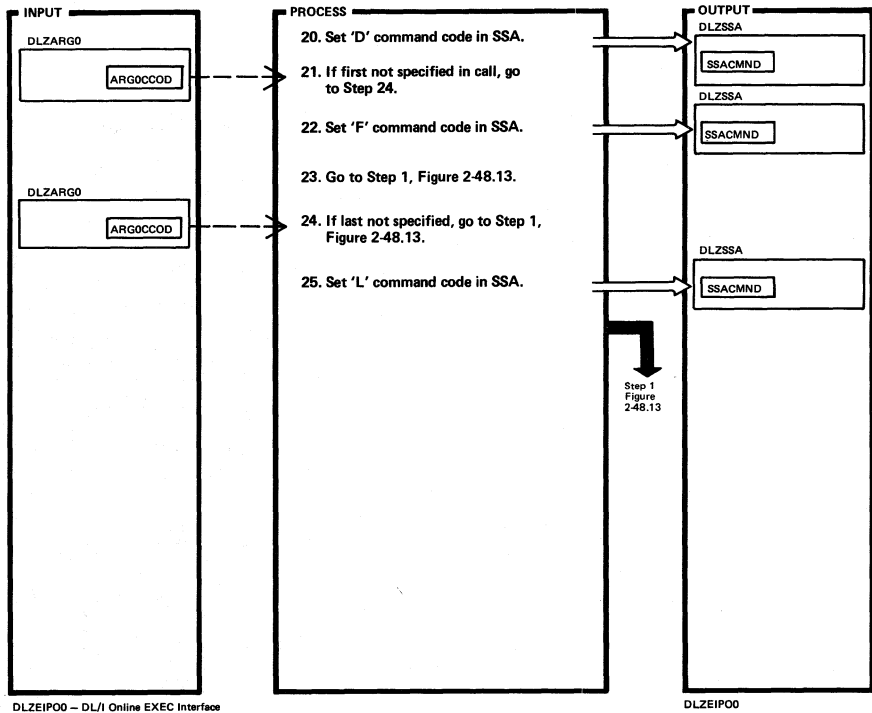 INPUT
DLZARG0
ARG0CCOD
DLZARG0
ARG0CCOD
PROCESS
20. Set 'D' command code in SSA.
21. If first not specified in call, go
to Step 24.
22. Set 'F' command code in SSA.
23. Go to Step 1, Figure 2-48.13.
24. If last not specified, go to Step 1,
Figure 2-48.13.
25. Set 'L' command code in SSA.
Step 1
Figure
2-48.13
OUTPUT
DLZSSA
SSACMND
DLZSSA
SSACMND
DLZSSA
SSACMND
DLZEIPO0 – DL/I Online EXEC Interface
DLZEIPO0